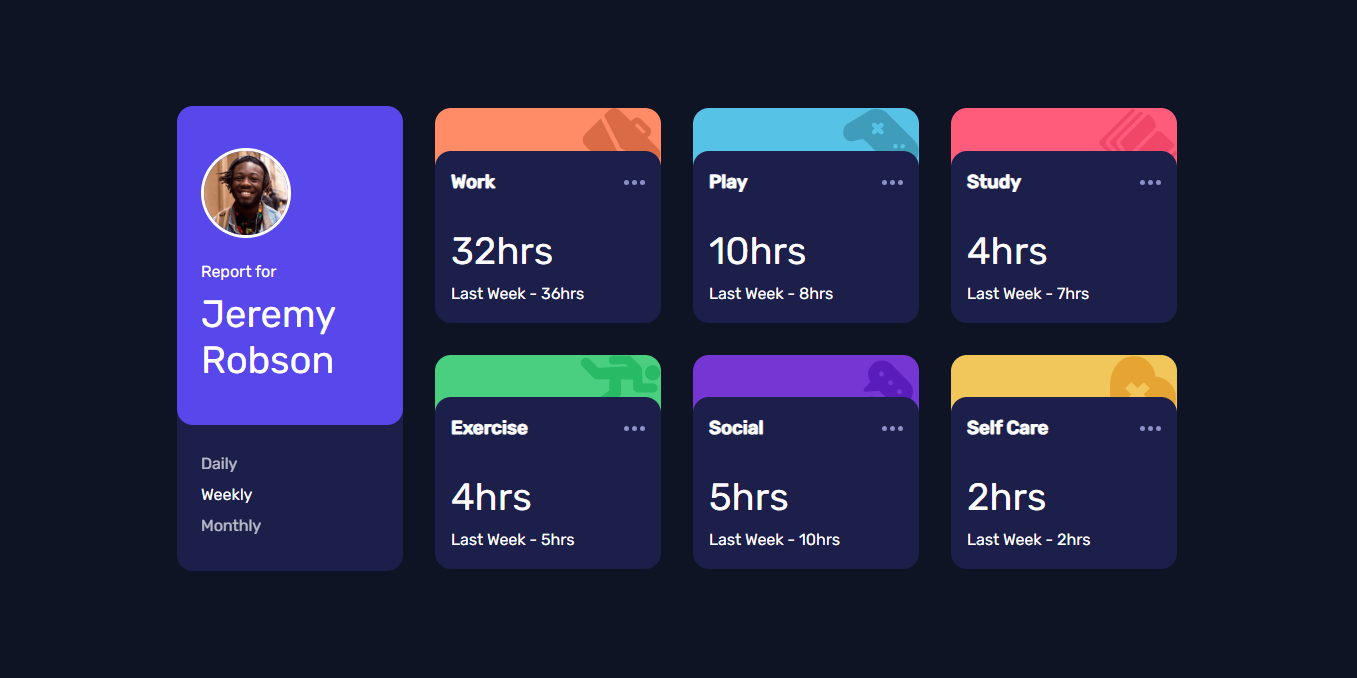 Report for
Jeremy
Robson
Daily
Weekly
Monthly
Work
32hrs
Last Week - 36hrs
Play
10hrs
Last Week - 8hrs
Study
4hrs
Last Week - 7hrs
Exercise
4hrs
Last Week - 5hrs
Social
5hrs
Last Week - 10hrs
Self Care
2hrs
Last Week - 2hrs